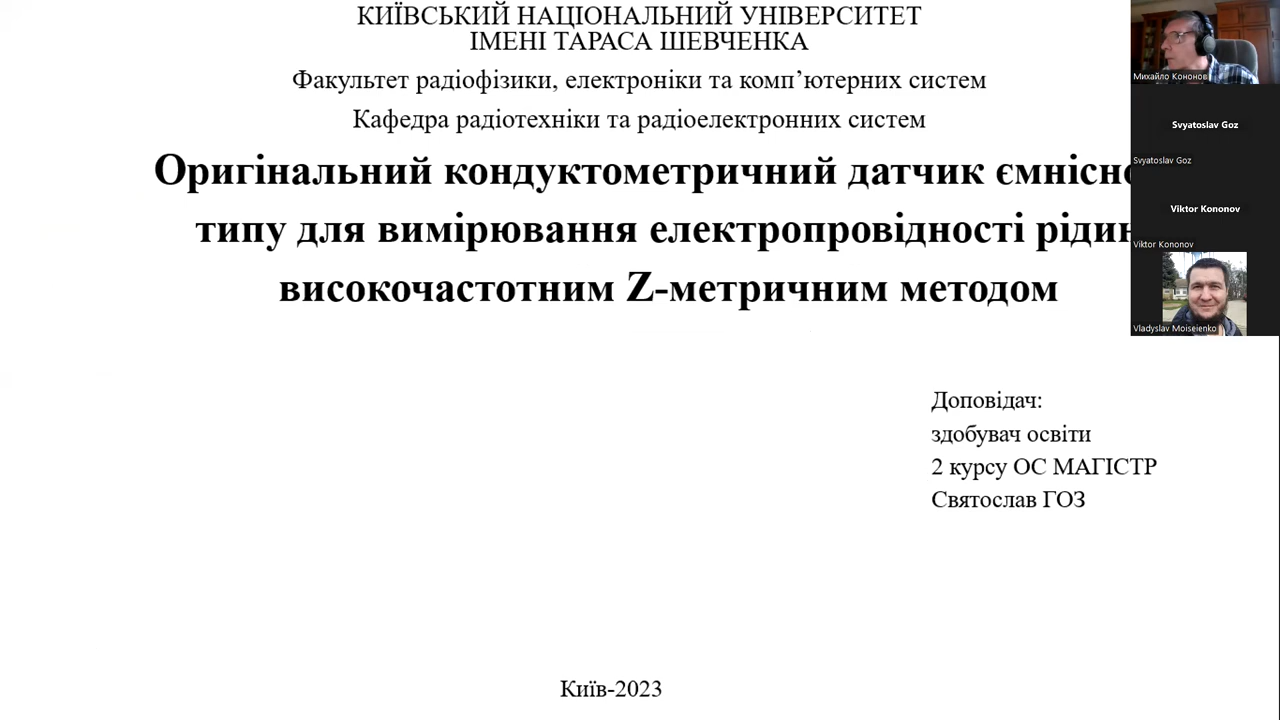 КИЇВСЬКИЙ НАЦІОНАЛЬНИЙ УНІВЕРСИТЕТ
ІМЕНІ ТАРАСА ШЕВЧЕНКА
Факультет радіофізики, електроніки та комп’ютерних систем
Кафедра радіотехніки та радіоелектронних систем
Оригінальний кондуктометричний датчик
типу для вимірювання електропровідності
високочастотним Z-метричним методом
Доповідач:
здобувач освіти
2 курсу ОС МАГІСТР
Святослав ГОЗ
Київ-2023
Михайло Кононов
Svyatoslav Goz
Svyatoslav Goz
Viktor Kononov
Viktor Kononov
Vladyslav Moiseienko